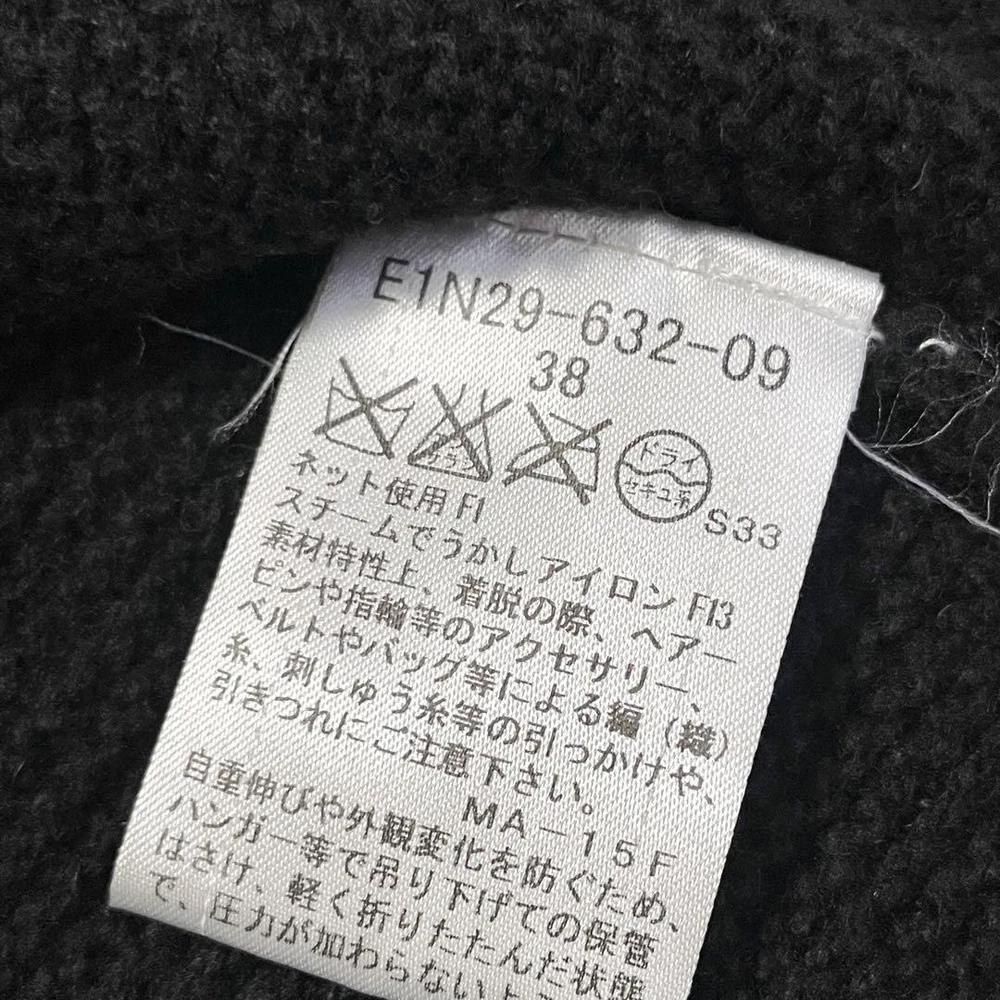 E1N29-632-09
38
ドライ
セキユ系
S33
ネット使用 FI
スチームでうかしアイロン FI3
素材特性上、着脱の際、ヘアー
ピンや指輪等のアクセサリー、
ベルトやバッグ等による編（織）
糸、刺しゅう糸等の引っかけや、
引きつれにご注意下さい。
MA－15F
自重伸びや外観変化を防ぐため、
ハンガー等で吊り下げての保管
はさけ、軽く折りたたんだ状態
で、圧力が加わらないよう